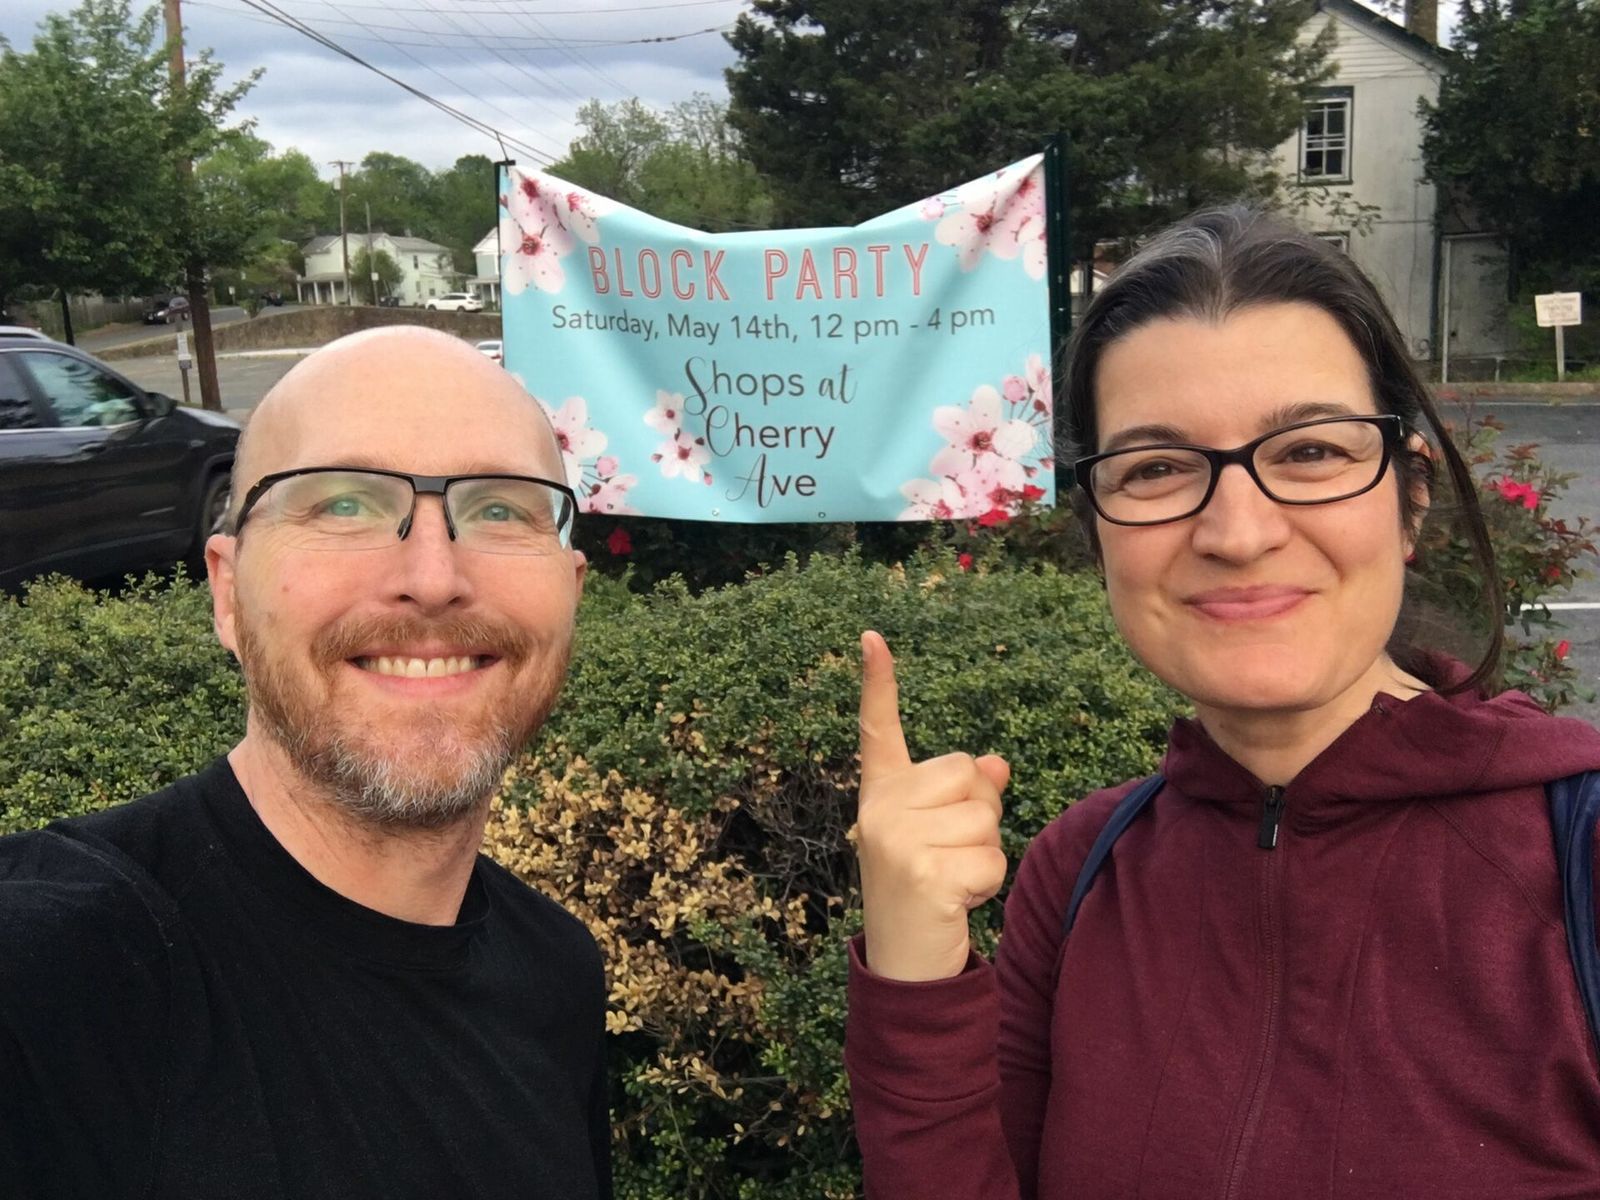 BLOCK PARTY
Saturday, May 14th, 12 pm - 4 pm
Shops at
Cherry
Ave